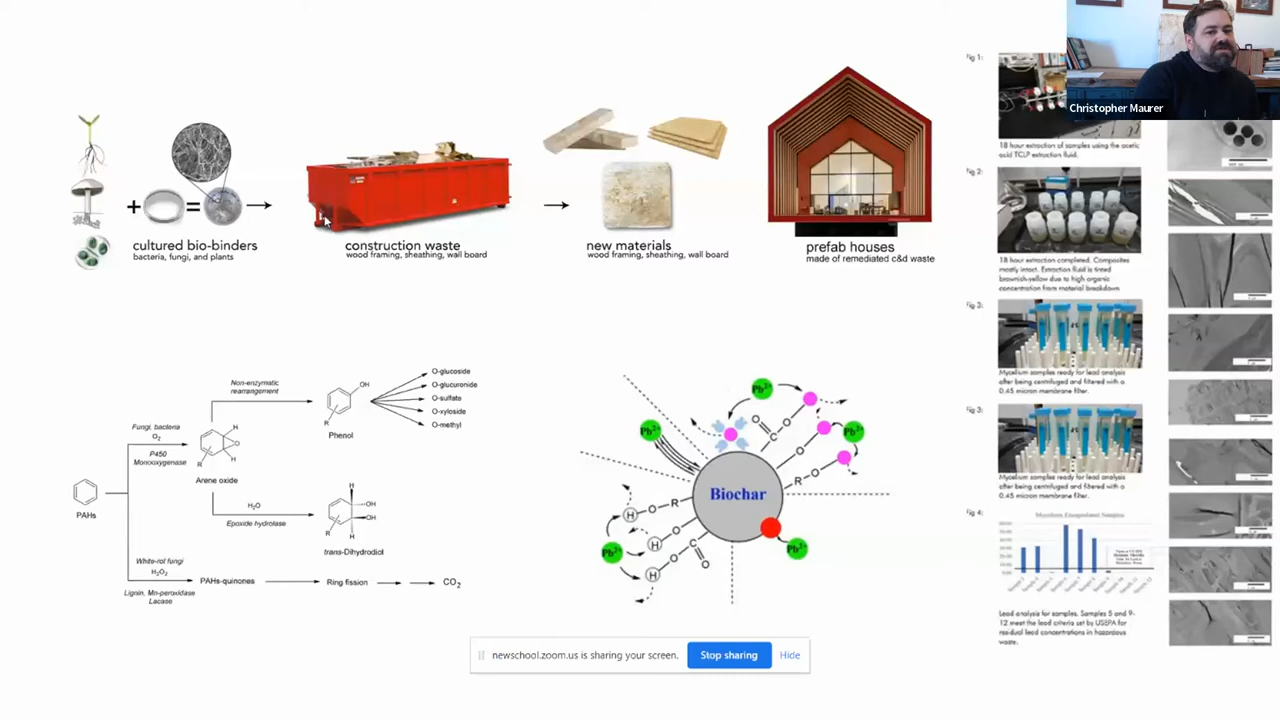 Christopher Maurer
cultured bio-binders
bacteria, fungi, and plants
construction waste
wood framing, sheathing, wall board
new materials
wood framing, sheathing, wall board
prefab houses
made of remediated c&d waste
Fig 1:
18 hour extraction of samples using the acetic
acid TCLP extraction fluid.
Fig 2:
18 hour extraction completed. Composites
mostly intact. Extraction fluid is tinted
brownish-yellow due to high organic
concentration from material breakdown
Fig 3:
Mycelium samples ready for lead analysis
after being centrifuged and filtered with a
0.45 micron membrane filter.
Fig 3:
Mycelium samples ready for lead analysis
after being centrifuged and filtered with a
0.45 micron membrane filter.
Fig 4:
Mycelium Encapsulated Samples
Lead analysis for samples. Samples 5 and 9-
12 meet the lead criteria set by USEPA for
residual lead concentrations in hazardous
waste.
PAHs
Fungi, bacteria
O₂
P450
Monooxygenase
R
H
O
H
Arene oxide
Non-enzymatic
rearrangement
OH
R
Phenol
O-glucoside
O-glucuronide
O-sulfate
O-xyloside
O-methyl
H₂O
Epoxide hydrolase
H
OH
OH
R
H
trans-Dihydrodiol
White-rot fungi
H₂O₂
Lignin, Mn-peroxidase
Lacase
PAHs-quinones
Ring fission
CO₂
Pb²⁺
Pb²⁺
Pb²⁺
O
C
O
O
R
O
Biochar
H
O
R
H
O
Pb²⁺
H
O
C
O
Pb²⁺
newschool.zoom.us is sharing your screen.
Stop sharing
Hide